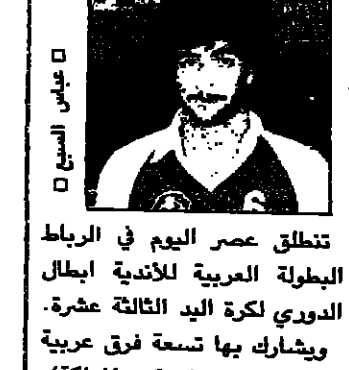 □ عباس السبيع □
تنطلق عصر اليوم في الرباط
البطولة العربية للأندية ابطال
الدوري لكرة اليد الثالثة عشرة.
ويشارك بها تسعة فرق عربية